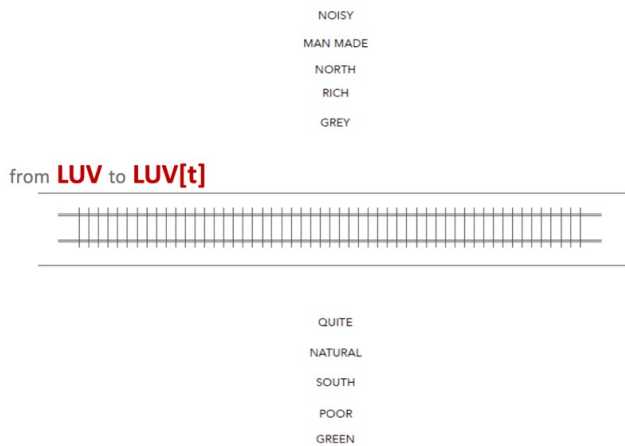 NOISY
MAN MADE
NORTH
RICH
GREY
from LUV to LUV[t]
QUITE
NATURAL
SOUTH
POOR
GREEN